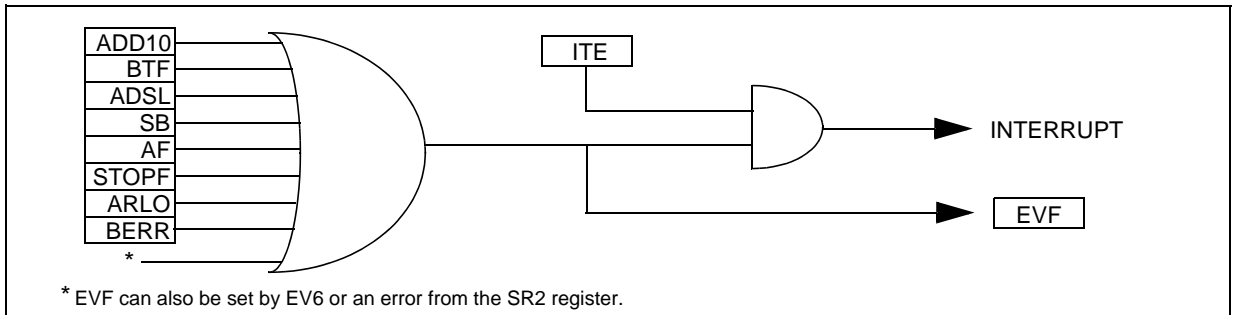 ADD10
BTF
ADSL
SB
AF
STOPF
ARLO
BERR
*
ITE
INTERRUPT
EVF
* EVF can also be set by EV6 or an error from the SR2 register.